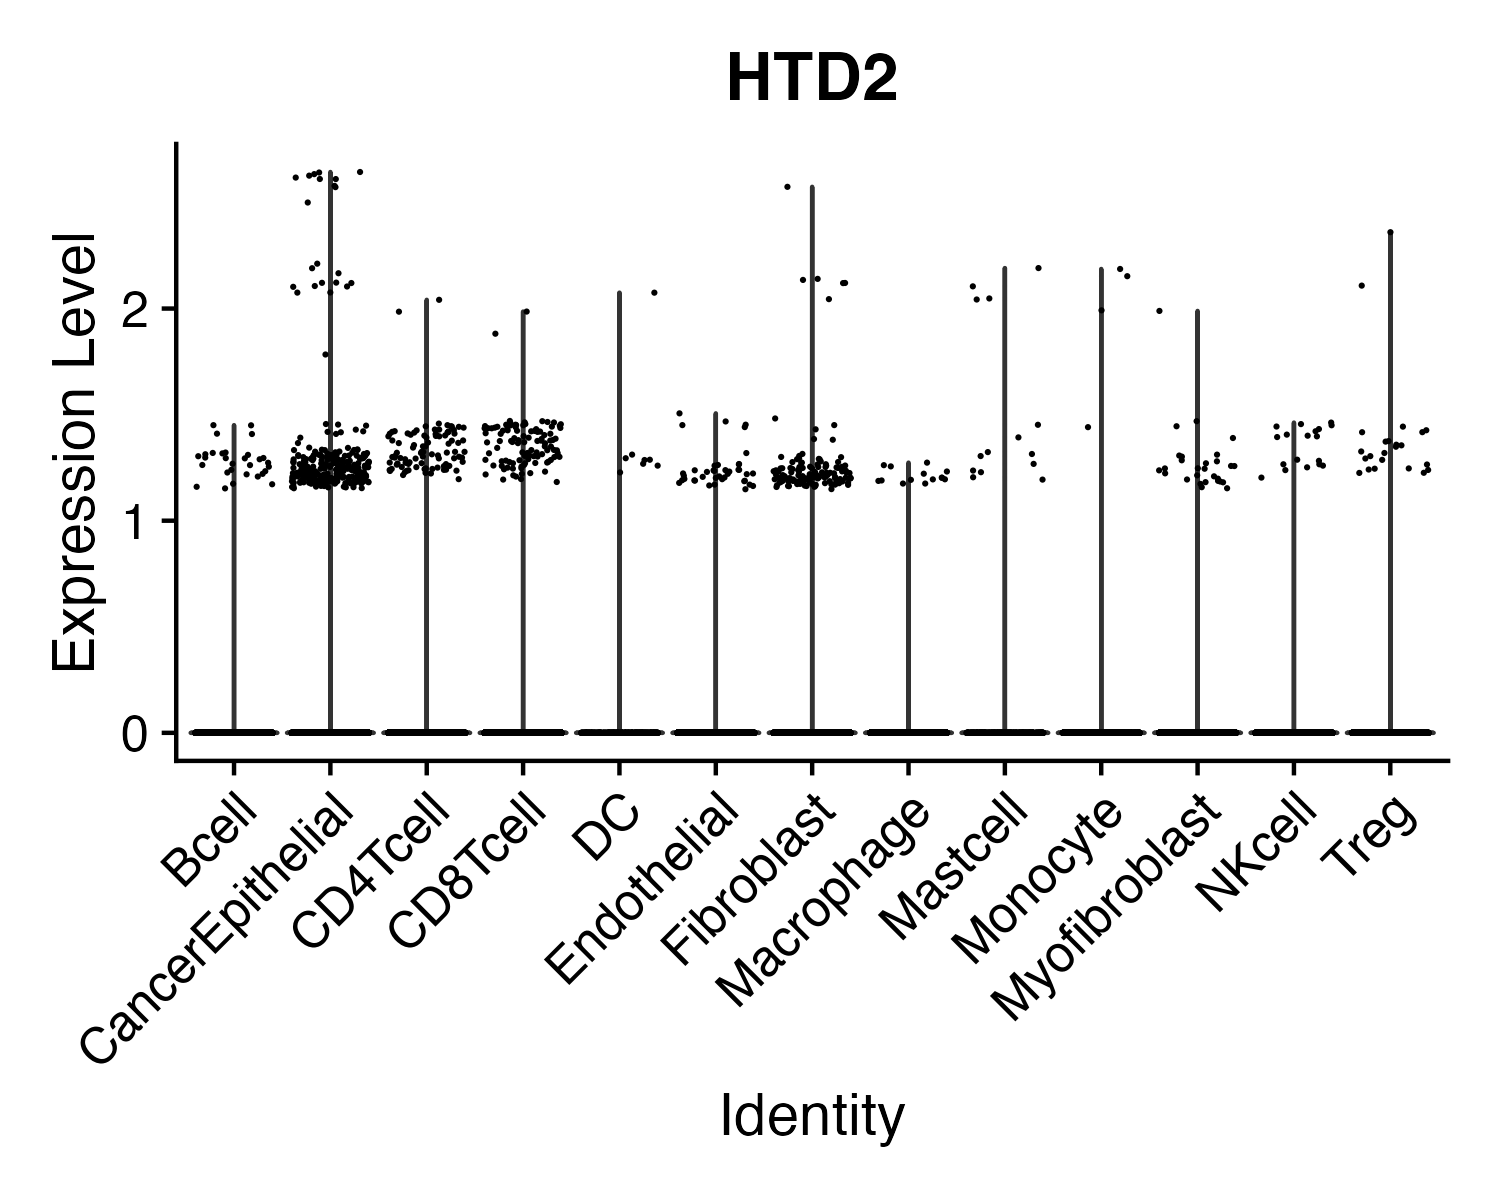 HTD2
Expression Level
2
1
0
Bcell
CancerEpithelial
CD4Tcell
CD8Tcell
DC
Endothelial
Fibroblast
Macrophage
Mastcell
Monocyte
Myofibroblast
NKcell
Treg
Identity